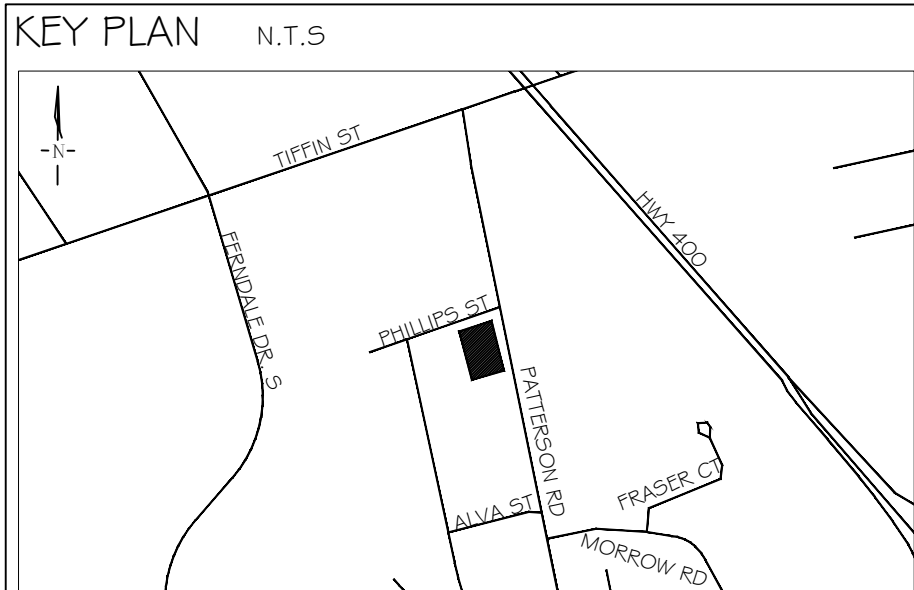 KEY PLAN N.T.S
-N-
TIFFIN ST
HWY 400
FERNDALE DR. S
PHILLIPS ST
PATTERSON RD
FRASER CT
ALVA ST
MORROW RD